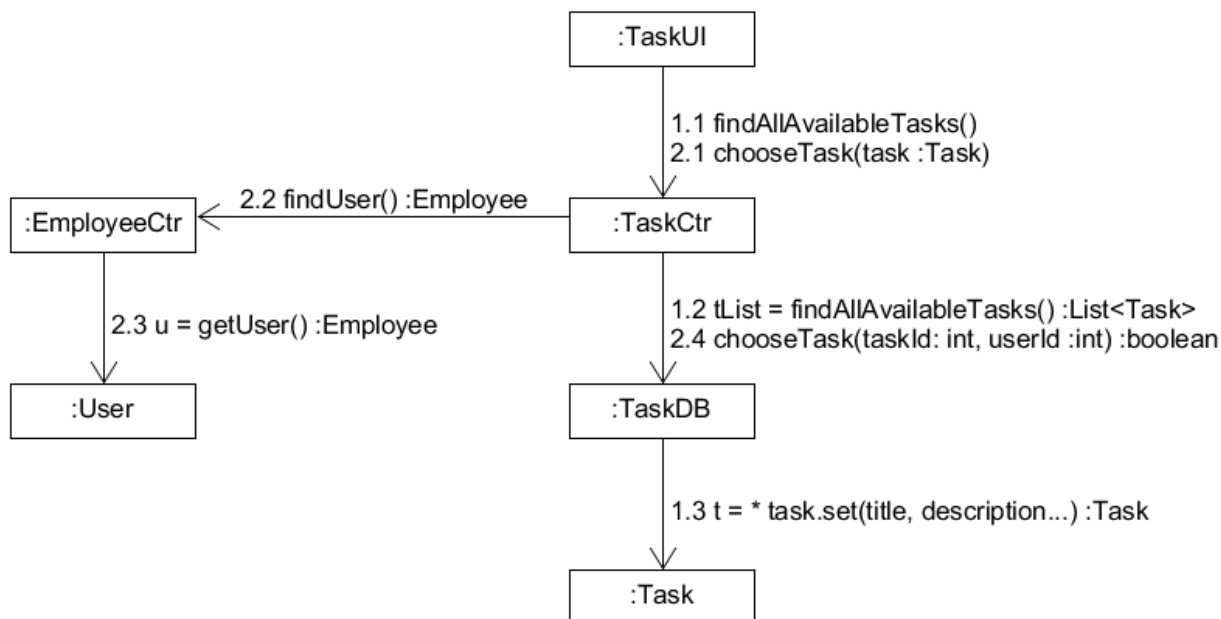 :TaskUI
1.1 findAllAvailableTasks()
2.1 chooseTask(task :Task)
2.2 findUser() :Employee
:EmployeeCtr
:TaskCtr
2.3 u = getUser() :Employee
1.2 tList = findAllAvailableTasks() :List<Task>
2.4 chooseTask(taskId: int, userId :int) :boolean
:User
:TaskDB
1.3 t = * task.set(title, description...) :Task
:Task